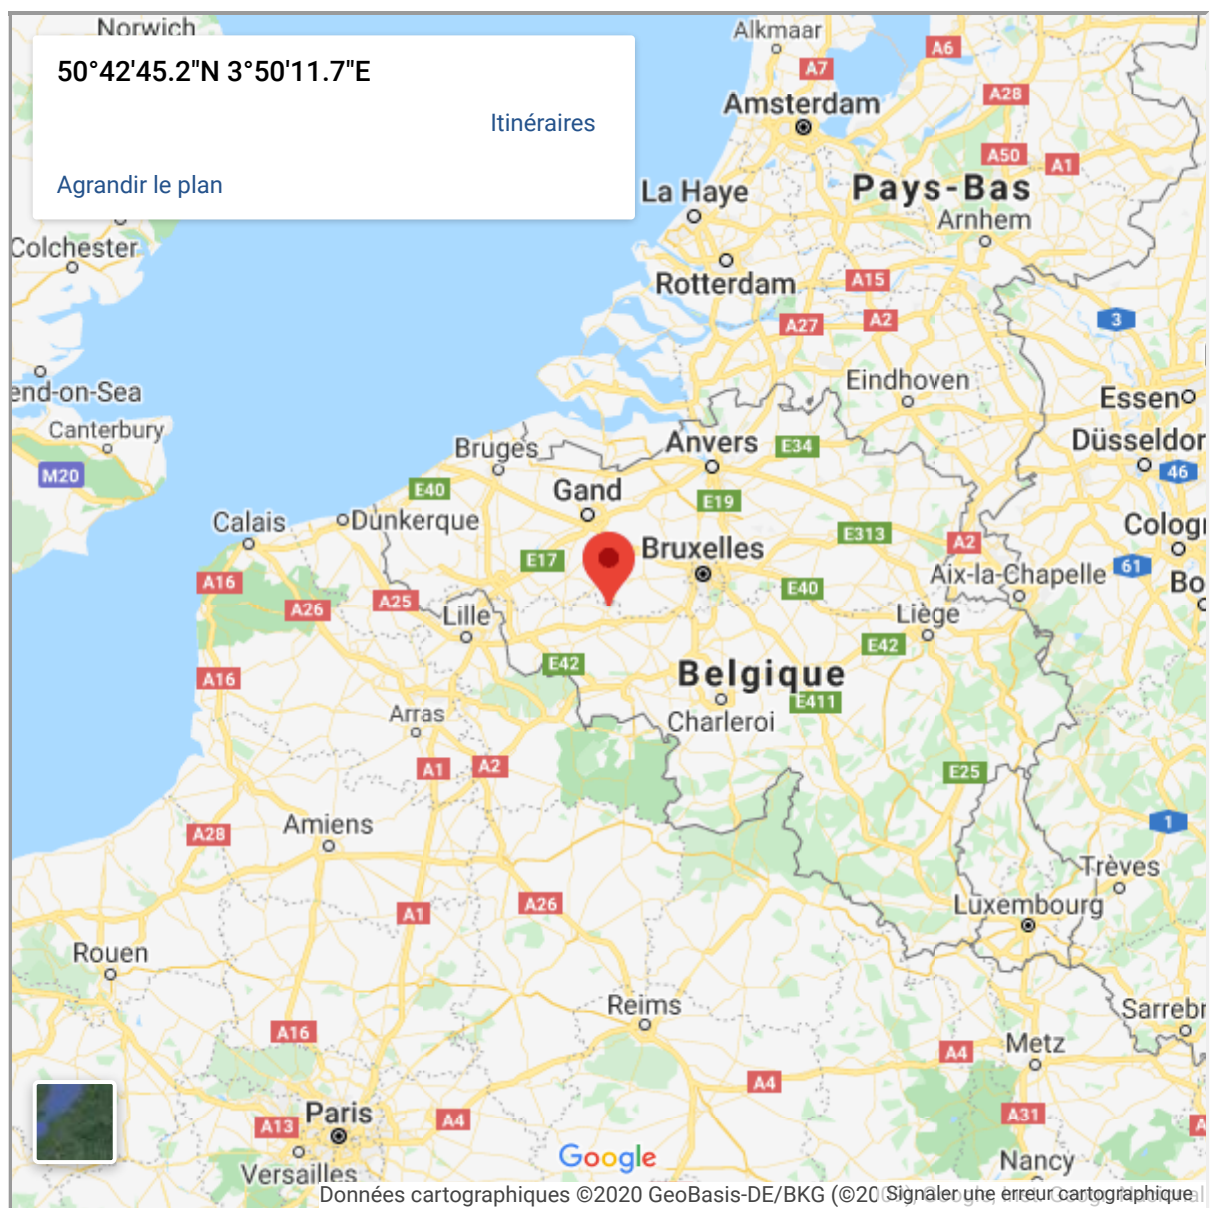 Norwich
50°42'45.2"N 3°50'11.7"E
Itinéraires
Agrandir le plan
Alkmaar
A6
A7
Amsterdam
A28
A50
A1
La Haye
Pays-Bas
Arnhem
Colchester
Rotterdam
A15
A27
A2
3
end-on-Sea
Eindhoven
Essen
Canterbury
Bruges
Anvers
E34
Düsseldor
M20
E40
Gand
E19
46
Calais
Dunkerque
E313
A2
Colog
E17
Bruxelles
Aix-la-Chapelle
61
A16
A26
A25
E40
Bo
Lille
Liège
E42
E42
A16
Belgique
E411
Arras
Charleroi
A1
A2
E25
A28
Amiens
1
Trèves
A26
A1
Luxembourg
Rouen
Reims
Sarrebr
A16
Metz
A4
A4
Paris
A13
A4
A31
A
Versailles
Google
Nancy
Données cartographiques ©2020 GeoBasis-DE/BKG (©20
Signaler une erreur cartographique